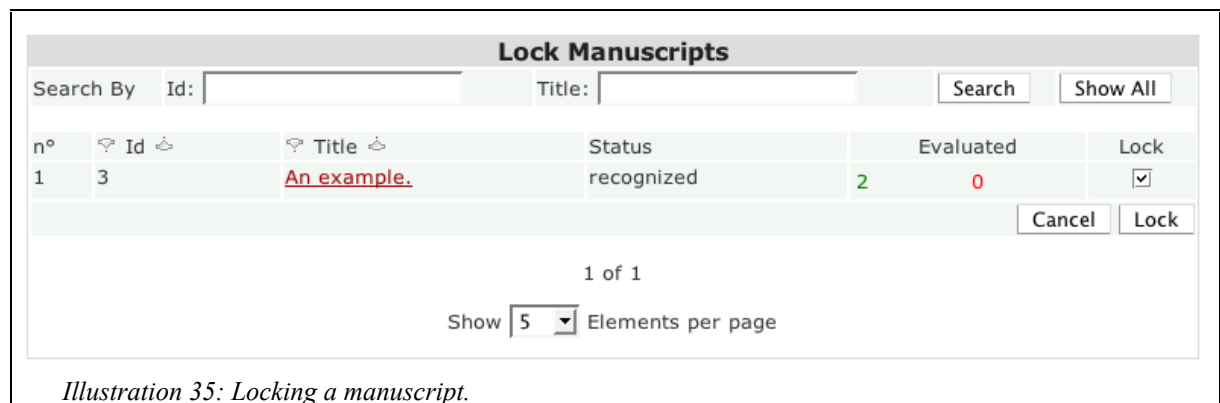 Lock Manuscripts
Search By Id: Title: Search Show All
n° Id Title Status Evaluated Lock
1 3 An example. recognized 2 0
Cancel Lock
1 of 1
Show 5 Elements per page
Illustration 35: Locking a manuscript.